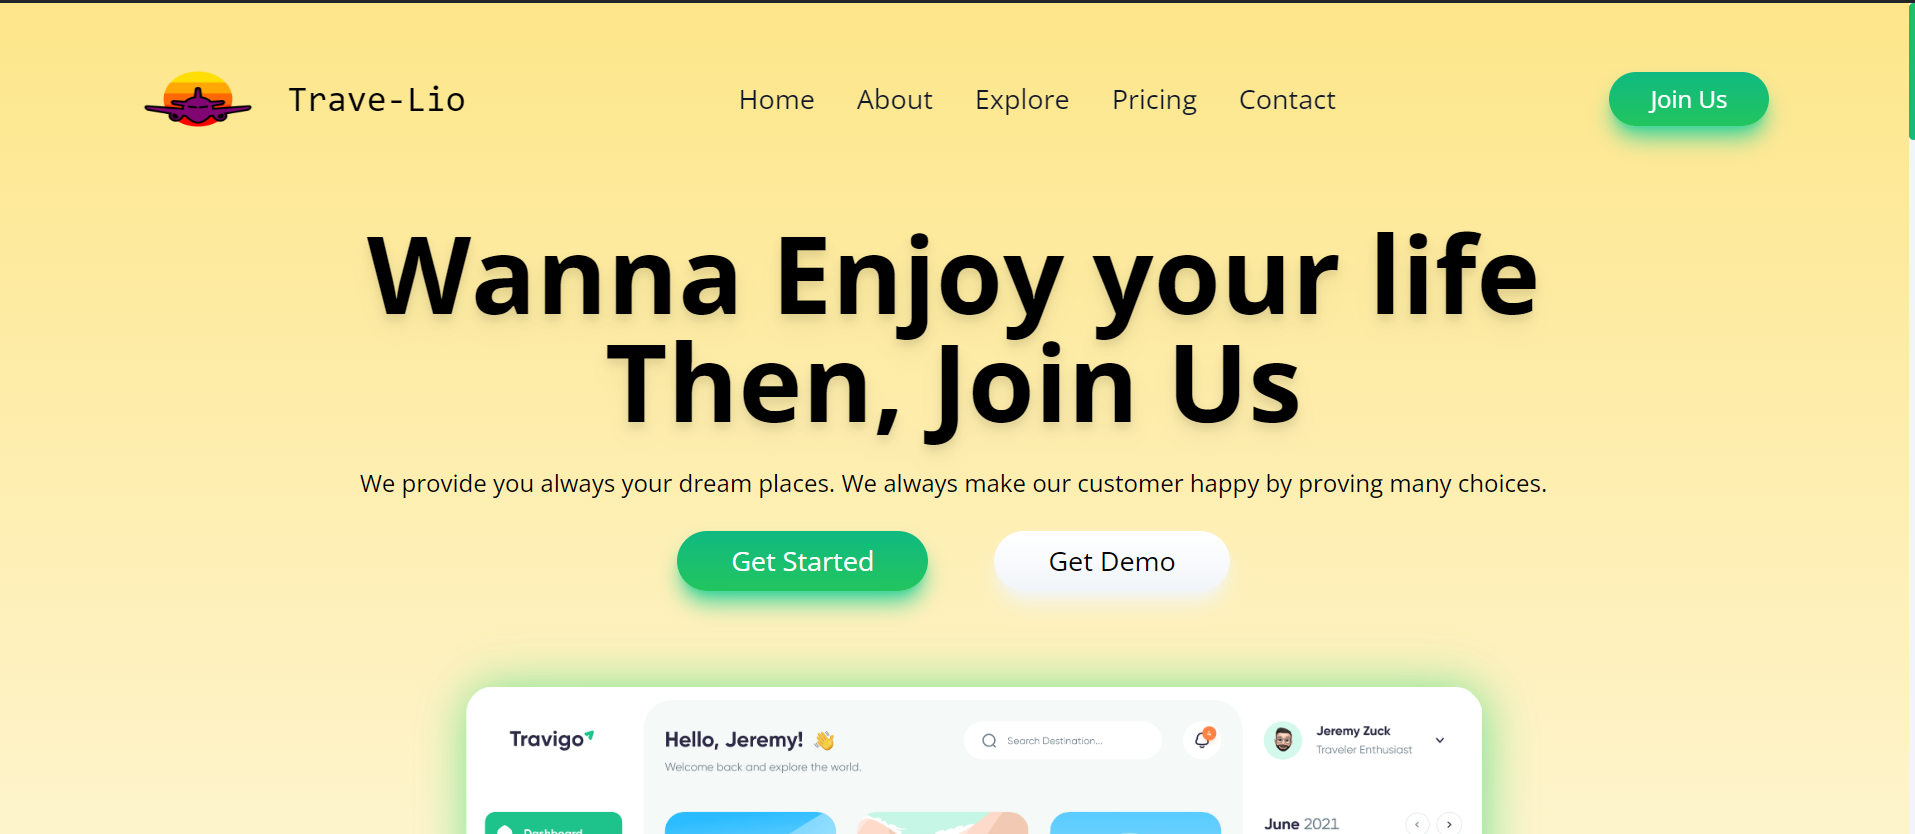 Trave-Lio
Home About Explore Pricing Contact
Join Us
Wanna Enjoy your life
Then, Join Us
We provide you always your dream places. We always make our customer happy by proving many choices.
Get Started
Get Demo
Travigo
Hello, Jeremy! 👋
Welcome back and explore the world.
Search Destination...
4
Jeremy Zuck
Traveler Enthusiast
Dashboard
June 2021